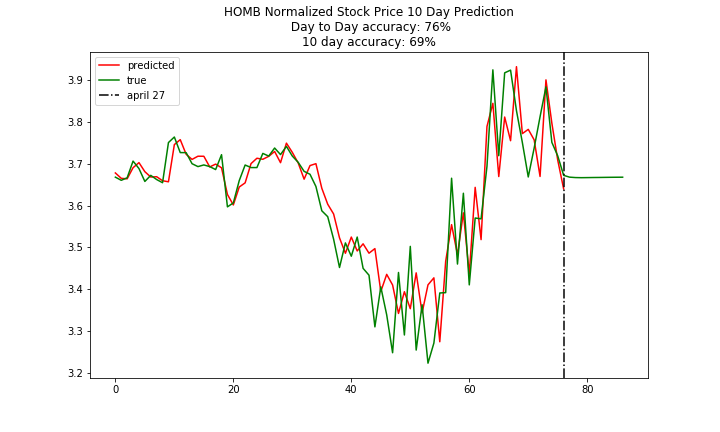 HOMB Normalized Stock Price 10 Day Prediction
Day to Day accuracy: 76%
10 day accuracy: 69%
predicted
true
april 27
3.9
3.8
3.7
3.6
3.5
3.4
3.3
3.2
0 20 40 60 80